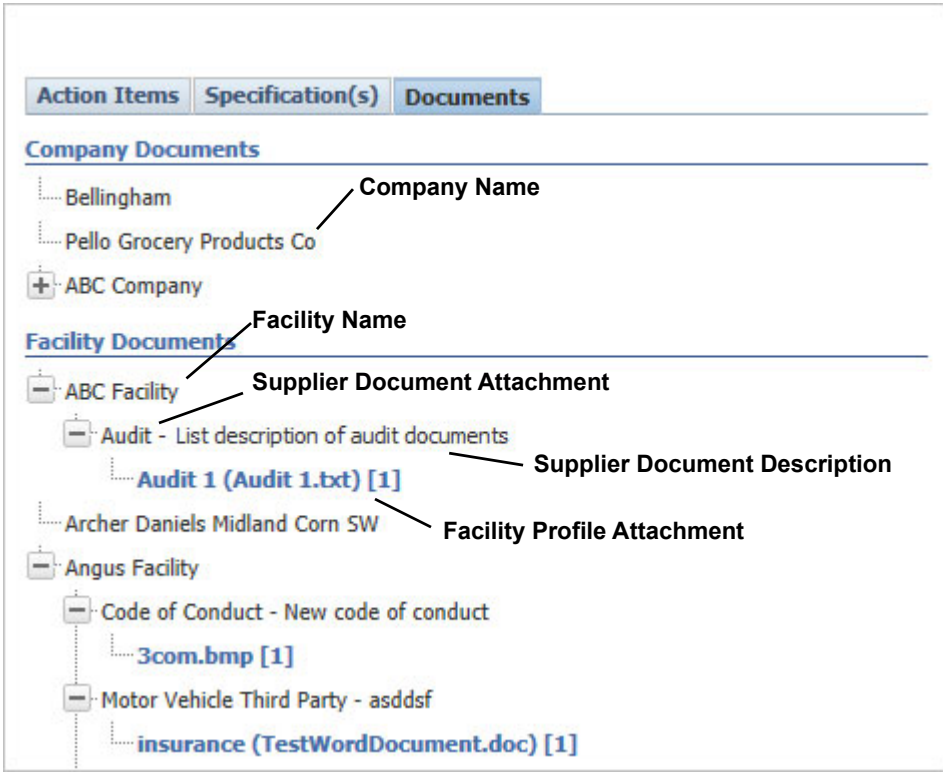 Action Items Specification(s) Documents
Company Documents
Bellingham
Company Name
Pello Grocery Products Co
ABC Company
Facility Name
Facility Documents
ABC Facility
Supplier Document Attachment
Audit - List description of audit documents
Supplier Document Description
Audit 1 (Audit 1.txt) [1]
Archer Daniels Midland Corn SW
Facility Profile Attachment
Angus Facility
Code of Conduct - New code of conduct
3com.bmp [1]
Motor Vehicle Third Party - asddsf
insurance (TestWordDocument.doc) [1]